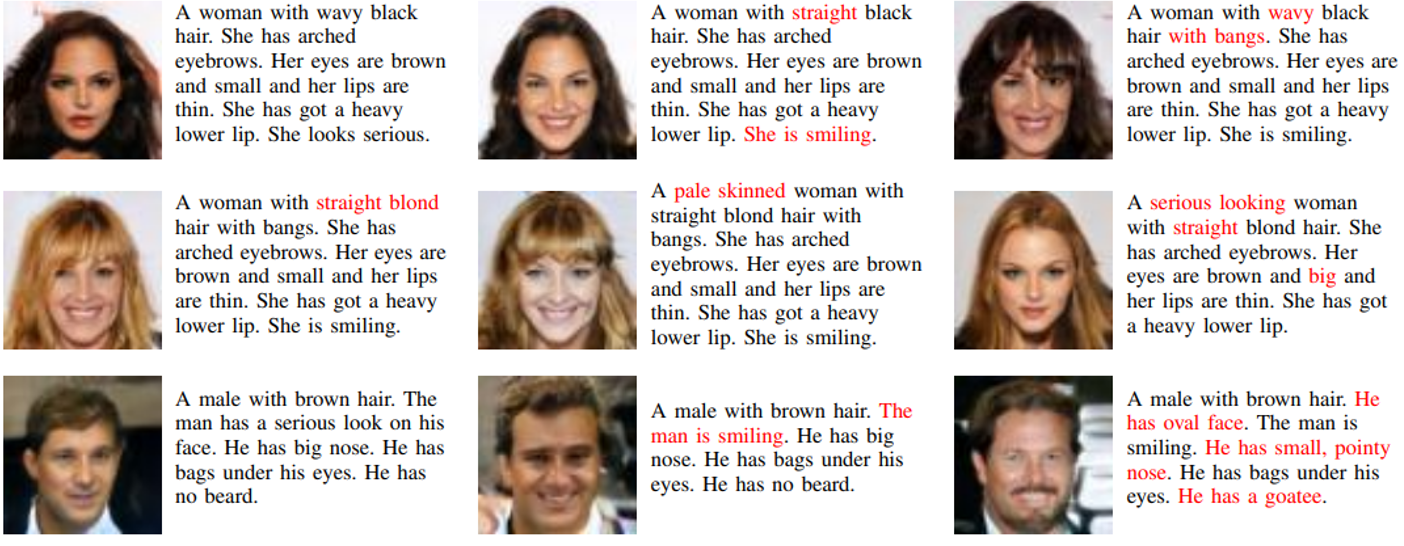 A woman with wavy black
hair. She has arched
eyebrows. Her eyes are brown
and small and her lips are
thin. She has got a heavy
lower lip. She looks serious.
A woman with straight black
hair. She has arched
eyebrows. Her eyes are brown
and small and her lips are
thin. She has got a heavy
lower lip. She is smiling.
A woman with wavy black
hair with bangs. She has
arched eyebrows. Her eyes are
brown and small and her lips
are thin. She has got a heavy
lower lip. She is smiling.
A woman with straight blond
hair with bangs. She has
arched eyebrows. Her eyes are
brown and small and her lips
are thin. She has got a heavy
lower lip. She is smiling.
A pale skinned woman with
straight blond hair with
bangs. She has arched
eyebrows. Her eyes are brown
and small and her lips are
thin. She has got a heavy
lower lip. She is smiling.
A serious looking woman
with straight blond hair. She
has arched eyebrows. Her
eyes are brown and big and
her lips are thin. She has got
a heavy lower lip.
A male with brown hair. The
man has a serious look on his
face. He has big nose. He has
bags under his eyes. He has
no beard.
A male with brown hair. The
man is smiling. He has big
nose. He has bags under his
eyes. He has no beard.
A male with brown hair. He
has oval face. The man is
smiling. He has small, pointy
nose. He has bags under his
eyes. He has a goatee.